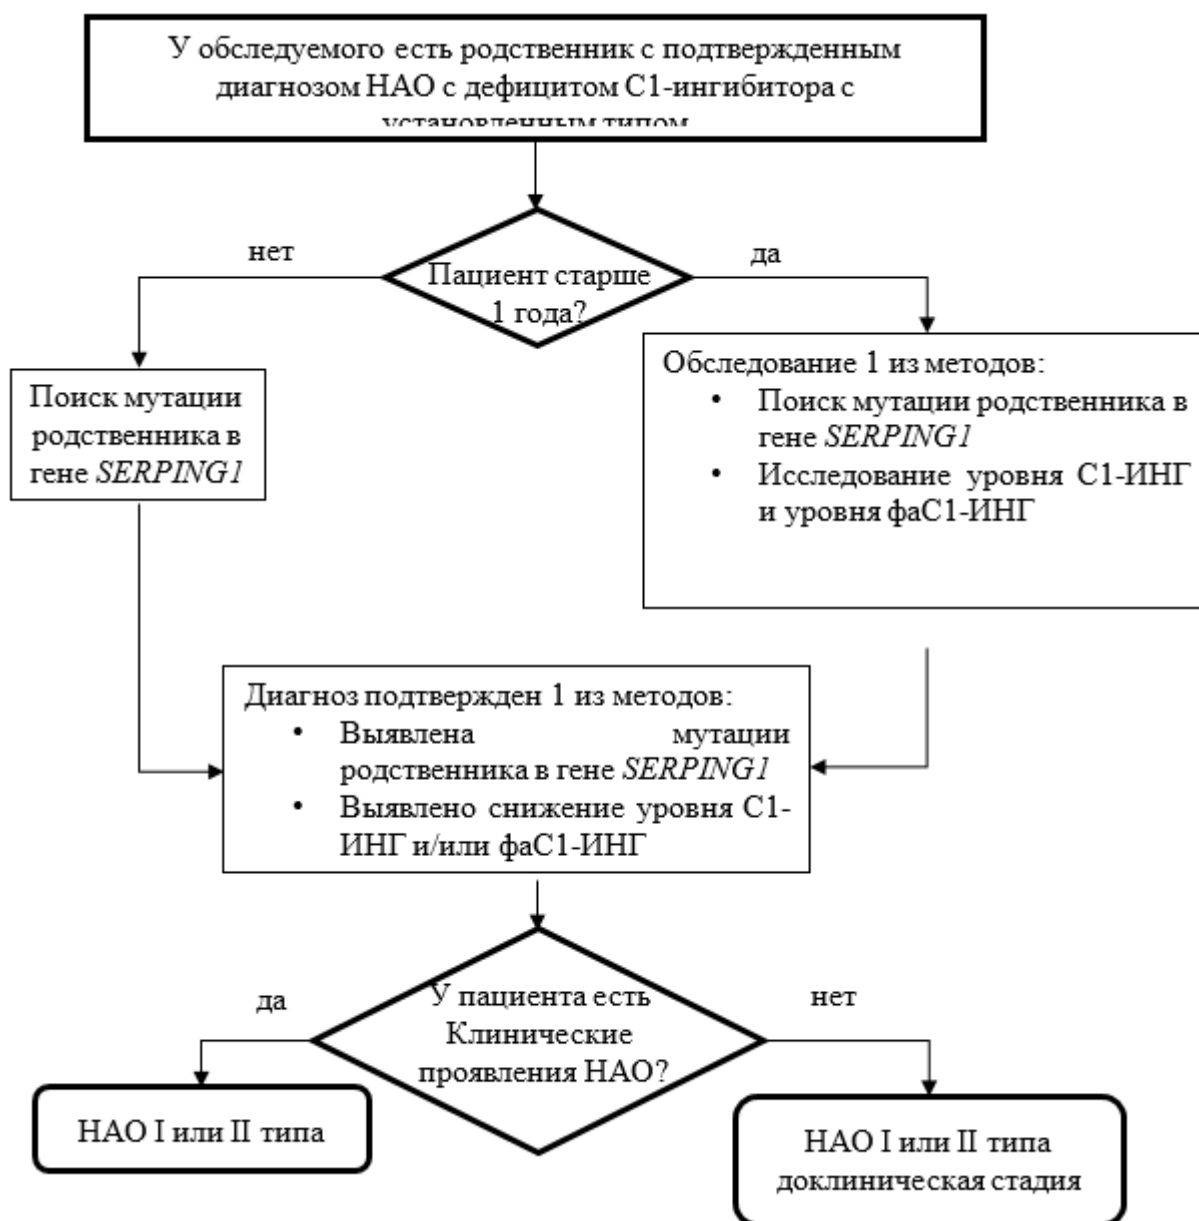 У обследуемого есть родственник с подтвержденным
диагнозом НАО с дефицитом С1-ингибитора с
установленным типом
нет
да
Пациент старше
1 года?
Поиск мутации
родственника в
гене SERPING1
Обследование 1 из методов:
• Поиск мутации родственника в
гене SERPING1
• Исследование уровня С1-ИНГ
и уровня фаС1-ИНГ
Диагноз подтвержден 1 из методов:
• Выявлена мутации
родственника в гене SERPING1
• Выявлено снижение уровня С1-
ИНГ и/или фаС1-ИНГ
да
нет
У пациента есть
Клинические
проявления НАО?
НАО I или II типа
НАО I или II типа
доклиническая стадия